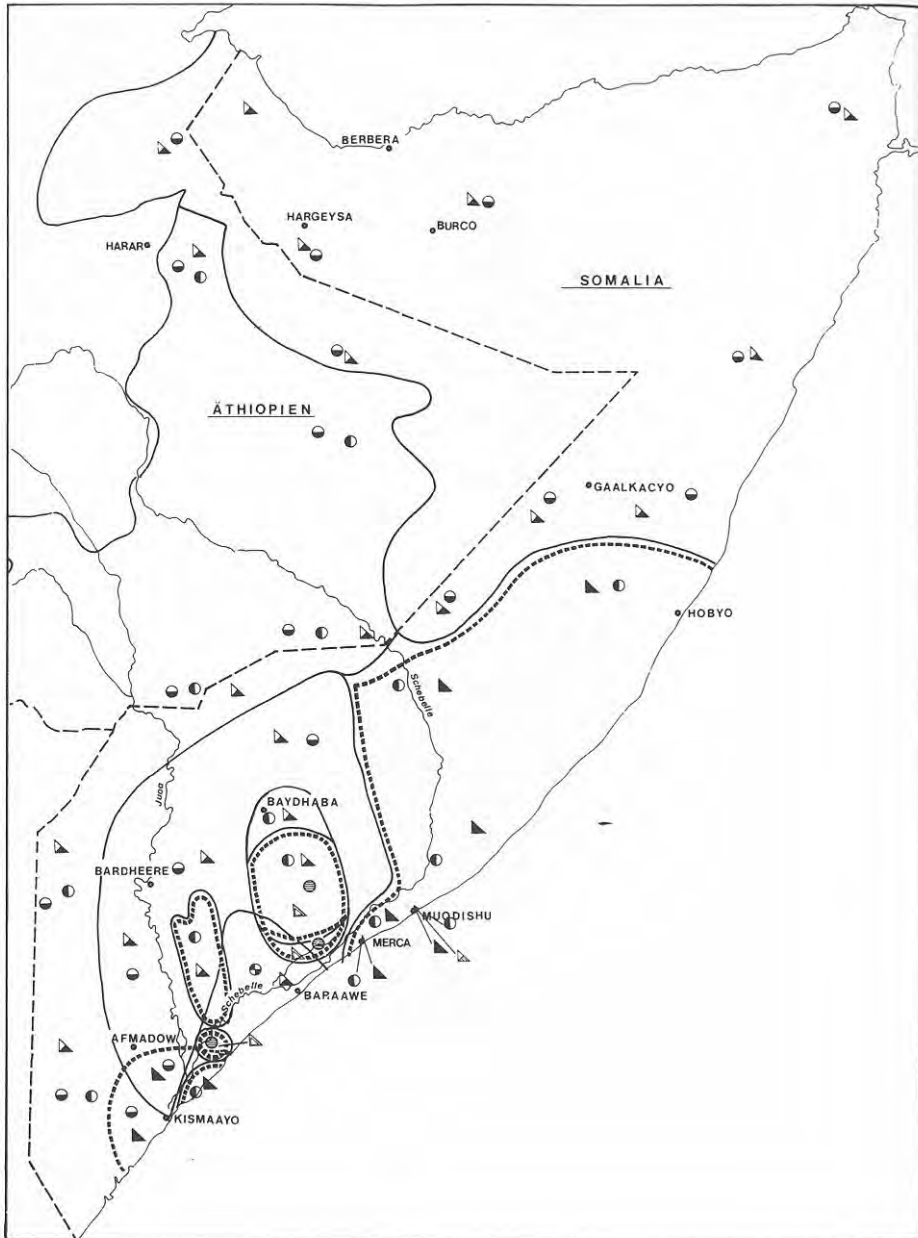 BERBERA
HARGEYSA
BURCO
HARAR
SOMALIA
ÄTHIOPIEN
GAALKACYO
HOBYO
Schebelle
Juba
BAYDHABA
BARDHEERE
MUQDISHU
MERCA
Schebelle
BARAAWE
AFMADOW
KISMAAYO